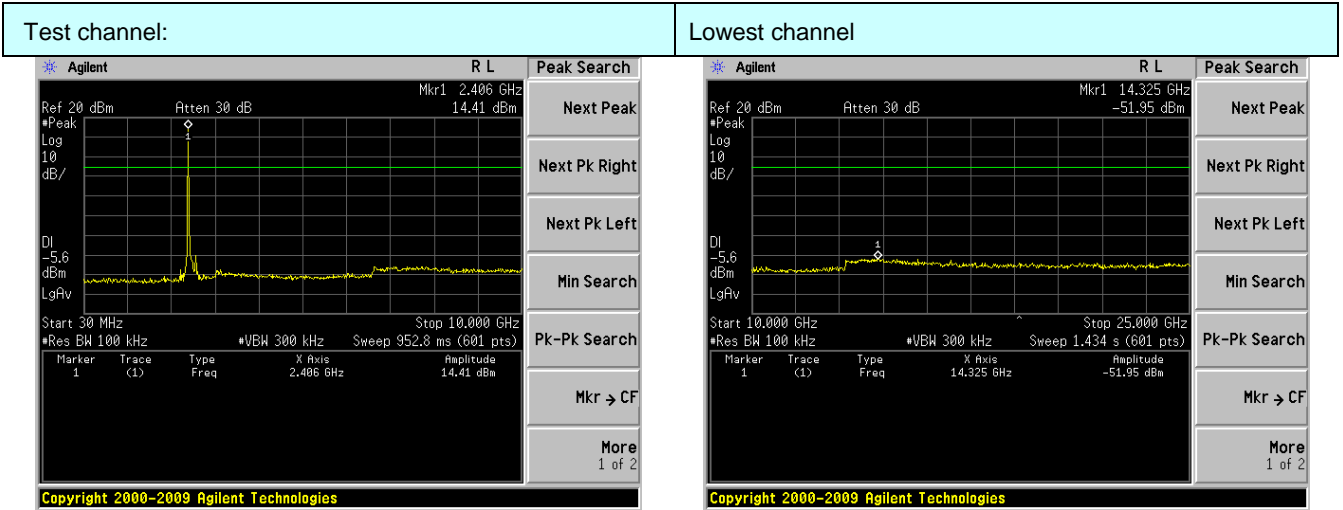 Test channel:
Lowest channel
Agilent R L
Peak Search
Mkr1 2.406 GHz
Ref 20 dBm Atten 30 dB 14.41 dBm
#Peak
1
Log
10
dB/
DI
-5.6
dBm
LgAv
Start 30 MHz Stop 10.000 GHz
#Res BW 100 kHz #VBW 300 kHz Sweep 952.8 ms (601 pts)
Marker Trace Type X Axis Amplitude
1 (1) Freq 2.406 GHz 14.41 dBm
Next Peak
Next Pk Right
Next Pk Left
Min Search
Pk-Pk Search
Mkr → CF
More
1 of 2
Copyright 2000-2009 Agilent Technologies
Agilent R L
Peak Search
Mkr1 14.325 GHz
Ref 20 dBm Atten 30 dB -51.95 dBm
#Peak
Log
10
dB/
1
DI
-5.6
dBm
LgAv
Start 10.000 GHz ^ Stop 25.000 GHz
#Res BW 100 kHz #VBW 300 kHz Sweep 1.434 s (601 pts)
Marker Trace Type X Axis Amplitude
1 (1) Freq 14.325 GHz -51.95 dBm
Next Peak
Next Pk Right
Next Pk Left
Min Search
Pk-Pk Search
Mkr → CF
More
1 of 2
Copyright 2000-2009 Agilent Technologies